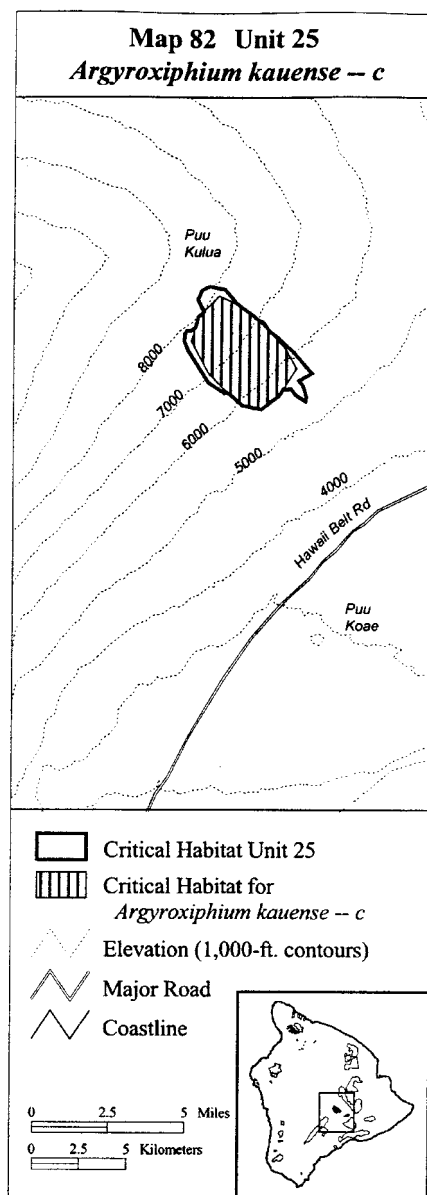 Map 82 Unit 25
Argyroxiphium kauense -- c
Puu
Kulua
8000
7000
6000
5000
4000
Hawaii Belt Rd
Puu
Koae
Critical Habitat Unit 25
Critical Habitat for
Argyroxiphium kauense -- c
Elevation (1,000-ft. contours)
Major Road
Coastline
0 2.5 5 Miles
0 2.5 5 Kilometers